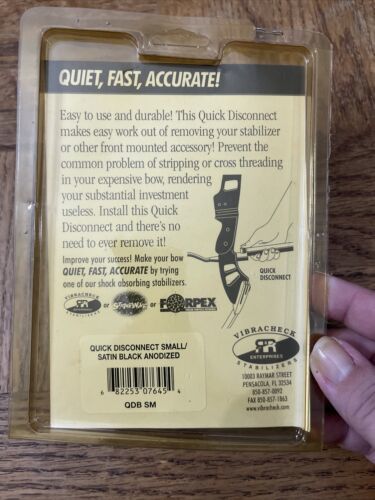 QUIET, FAST, ACCURATE!
Easy to use and durable! This Quick Disconnect
makes easy work out of removing your stabilizer
or other front mounted accessory! Prevent the
common problem of stripping or cross threading
in your expensive bow, rendering
your substantial investment
useless. Install this Quick
Disconnect and there's no
need to ever remove it!
Improve your success! Make your bow
QUIET, FAST, ACCURATE by trying
one of our shock absorbing stabilizers.
QUICK
DISCONNECT
VIBRACHECK
STABILIZERS
or
or
FOURPEX
QUICK DISCONNECT SMALL/
SATIN BLACK ANODIZED
6 82253 07645 4
QDB SM
VIBRACHECK
ENTERPRISES
STABILIZERS
10003 RAYMAR STREET
PENSACOLA, FL 32534
850-857-0092
FAX 850-857-1863
www.vibracheck.com